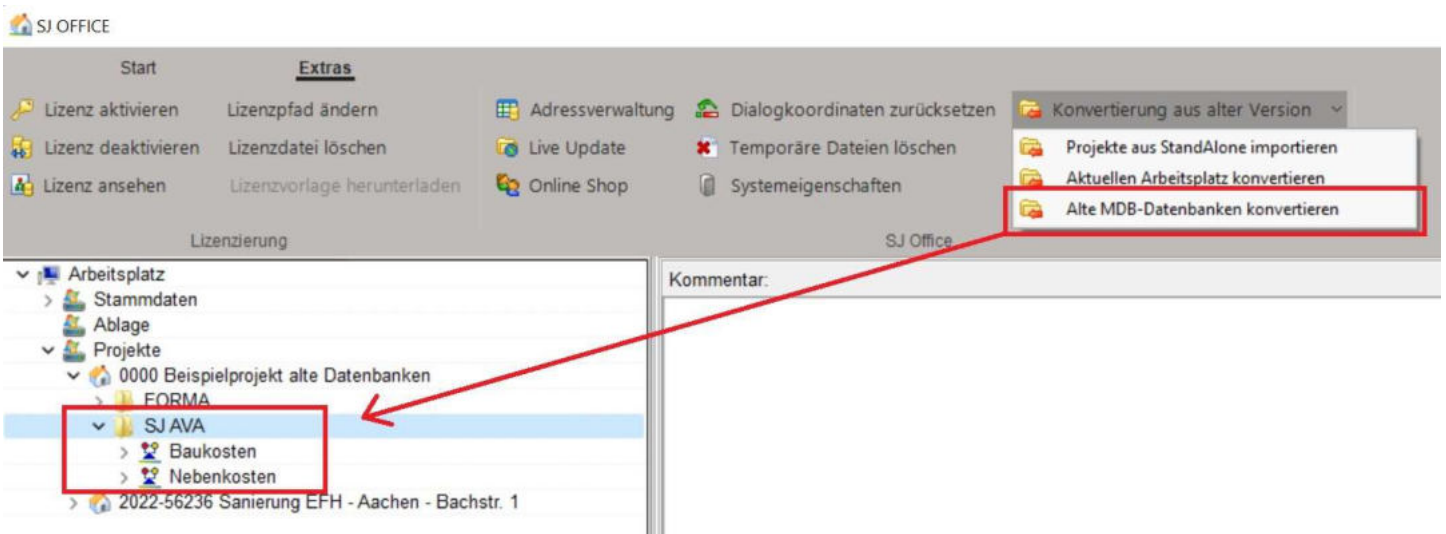 SJ OFFICE
Start Extras
Lizenz aktivieren Lizenzpfad ändern Adressverwaltung Dialogkoordinaten zurücksetzen Konvertierung aus alter Version
Lizenz deaktivieren Lizenzdatei löschen Live Update Temporäre Dateien löschen Projekte aus StandAlone importieren
Lizenz ansehen Lizenzvorlage herunterladen Online Shop Systemeigenschaften Aktuellen Arbeitsplatz konvertieren
Alte MDB-Datenbanken konvertieren
Lizenzierung SJ Office
Arbeitsplatz Kommentar:
Stammdaten
Ablage
Projekte
0000 Beispielprojekt alte Datenbanken
FORMA
SJ AVA
Baukosten
Nebenkosten
2022-56236 Sanierung EFH - Aachen - Bachstr. 1